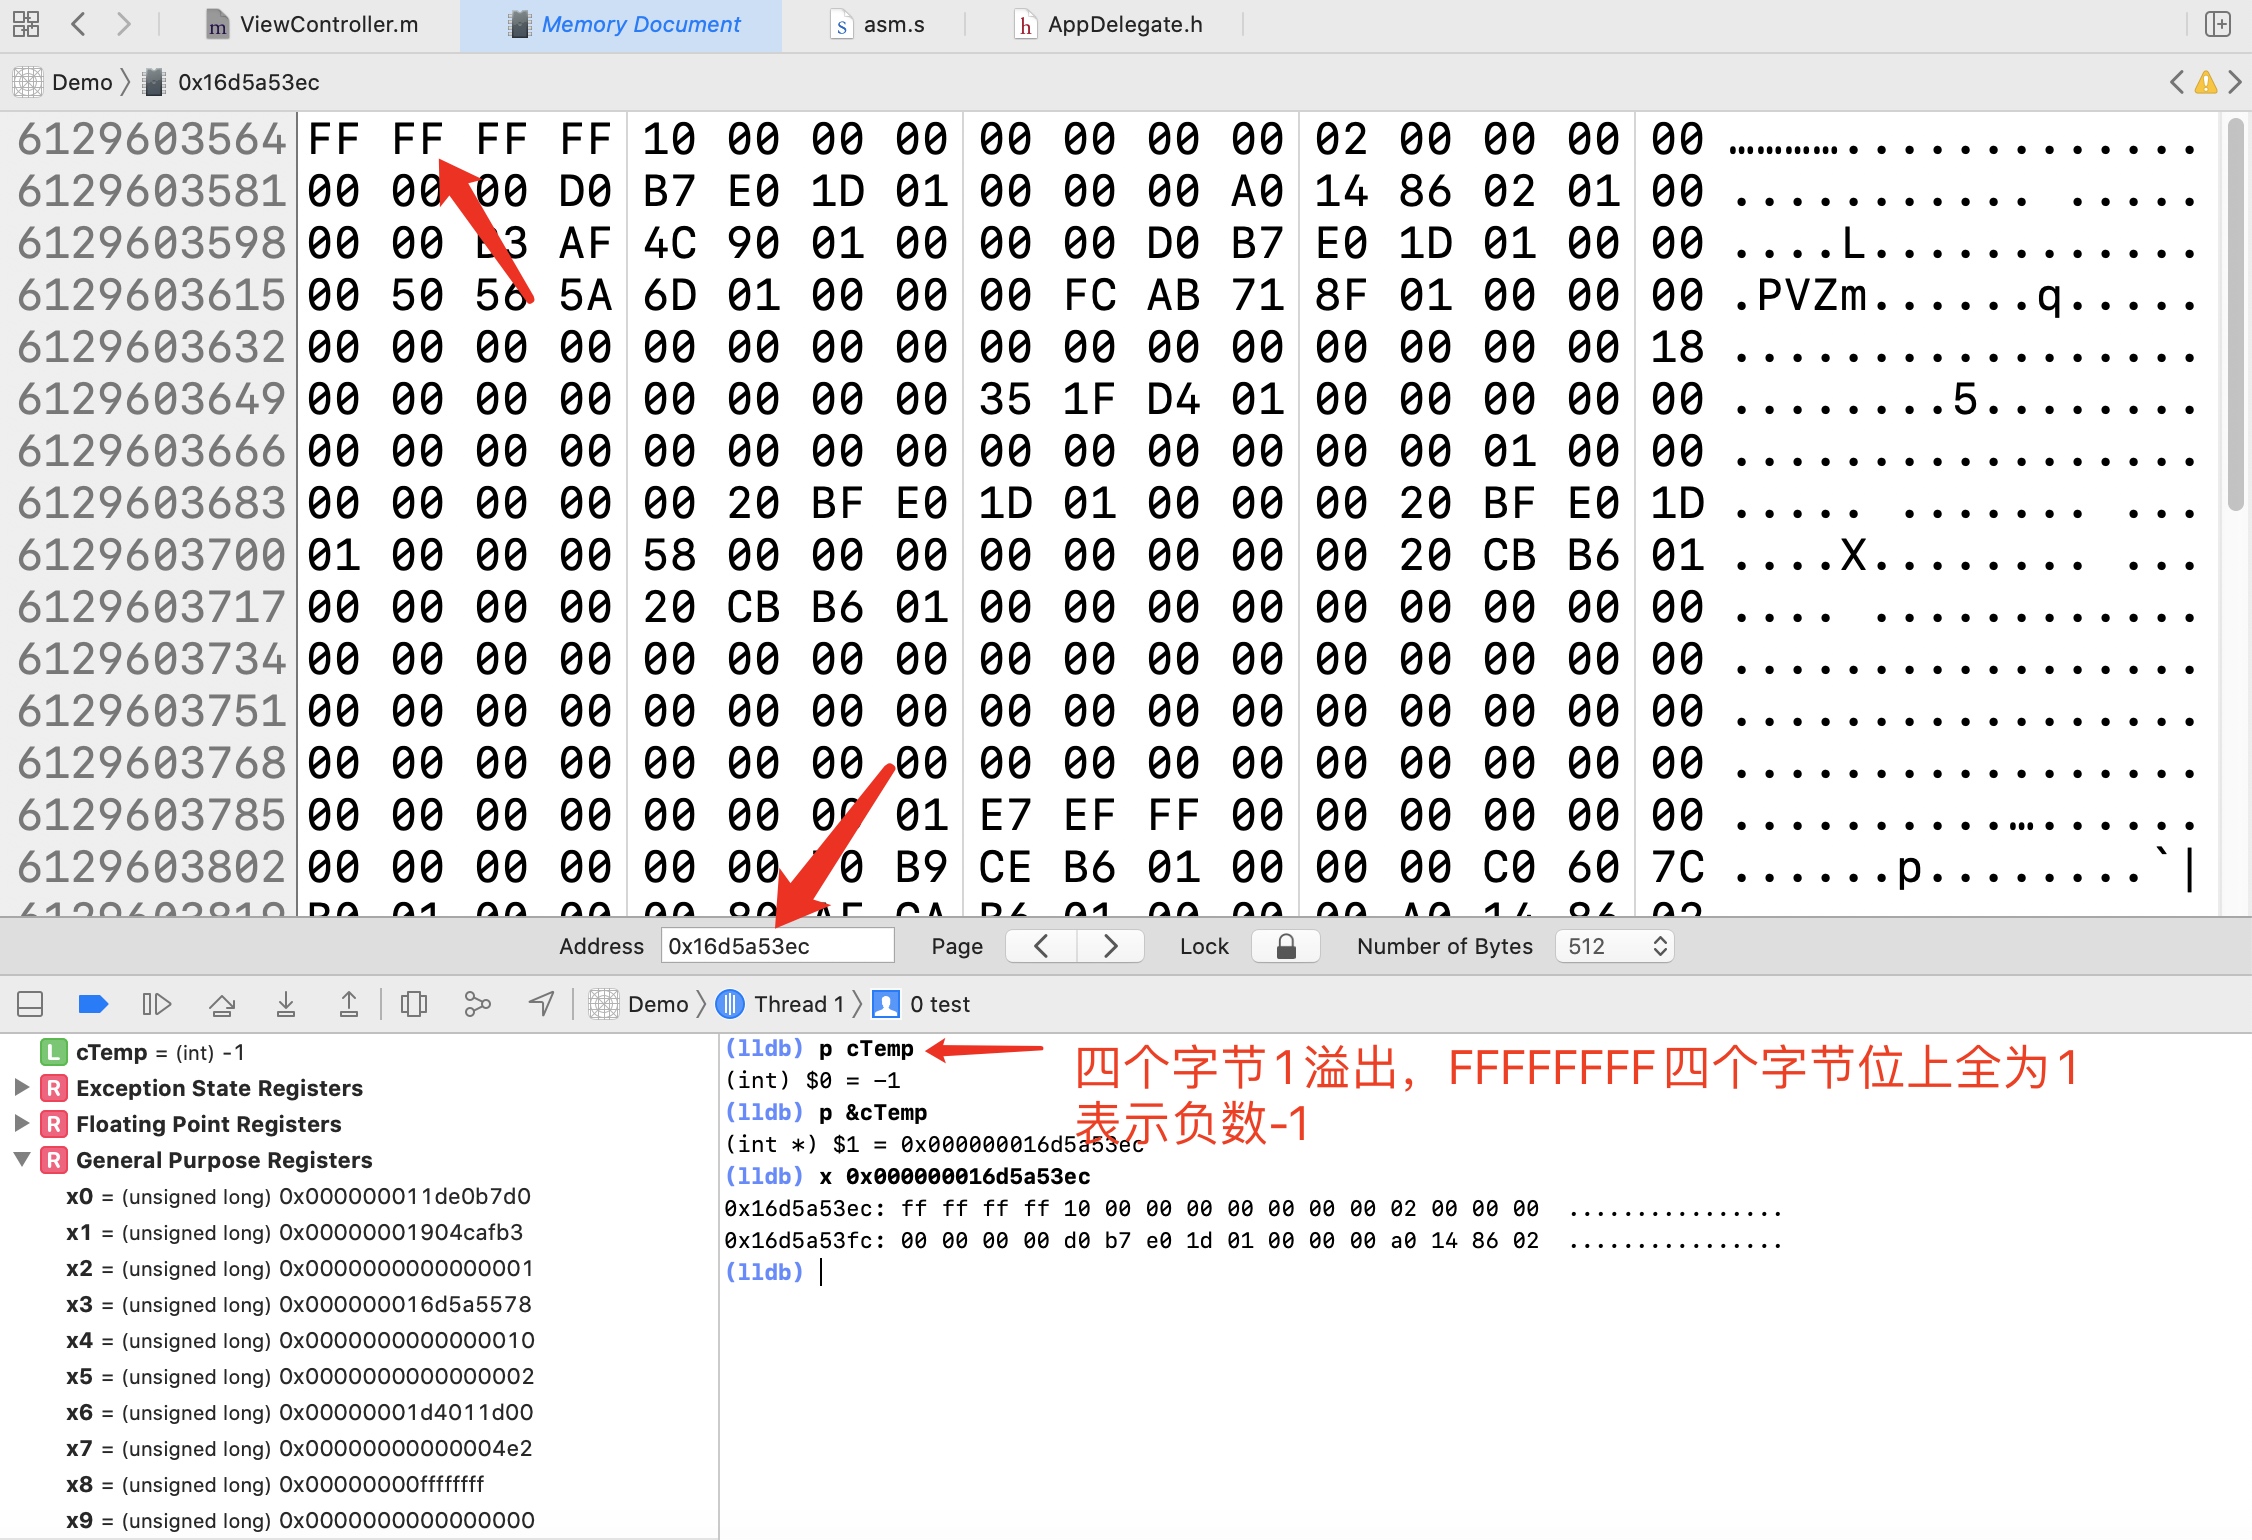 ViewController.m Memory Document asm.s AppDelegate.h
Demo 0x16d5a53ec
6129603564 FF FF FF FF 10 00 00 00 00 00 00 00 02 00 00 00 00 .................
6129603581 00 00 00 D0 B7 E0 1D 01 00 00 00 A0 14 86 02 01 00 ........... .....
6129603598 00 00 B3 AF 4C 90 01 00 00 00 D0 B7 E0 1D 01 00 00 ....L............
6129603615 00 50 56 5A 6D 01 00 00 00 FC AB 71 8F 01 00 00 00 .PVZm......q.....
6129603632 00 00 00 00 00 00 00 00 00 00 00 00 00 00 00 00 18 .................
6129603649 00 00 00 00 00 00 00 00 35 1F D4 01 00 00 00 00 00 ........5........
6129603666 00 00 00 00 00 00 00 00 00 00 00 00 00 00 01 00 00 .................
6129603683 00 00 00 00 00 20 BF E0 1D 01 00 00 00 20 BF E0 1D ..... ....... ...
6129603700 01 00 00 00 58 00 00 00 00 00 00 00 00 20 CB B6 01 ....X........ ...
6129603717 00 00 00 00 20 CB B6 01 00 00 00 00 00 00 00 00 00 .... ............
6129603734 00 00 00 00 00 00 00 00 00 00 00 00 00 00 00 00 00 .................
6129603751 00 00 00 00 00 00 00 00 00 00 00 00 00 00 00 00 00 .................
6129603768 00 00 00 00 00 00 00 00 00 00 00 00 00 00 00 00 00 .................
6129603785 00 00 00 00 00 00 00 01 E7 EF FF 00 00 00 00 00 00 .................
6129603802 00 00 00 00 00 00 B9 CE B6 01 00 00 00 C0 60 7C ......p........`|
6129603819 B0 01 00 00 00 80 AF CA B6 01 00 00 00 A0 14 86 02
Address 0x16d5a53ec Page Lock Number of Bytes 512
Demo Thread 1 0 test
L cTemp = (int) -1
R Exception State Registers
R Floating Point Registers
R General Purpose Registers
x0 = (unsigned long) 0x000000011de0b7d0
x1 = (unsigned long) 0x00000001904cafb3
x2 = (unsigned long) 0x0000000000000001
x3 = (unsigned long) 0x000000016d5a5578
x4 = (unsigned long) 0x0000000000000010
x5 = (unsigned long) 0x0000000000000002
x6 = (unsigned long) 0x00000001d4011d00
x7 = (unsigned long) 0x00000000000004e2
x8 = (unsigned long) 0x00000000ffffffff
x9 = (unsigned long) 0x0000000000000000
(lldb) p cTemp
(int) $0 = -1
(lldb) p &cTemp
(int *) $1 = 0x000000016d5a53ec
(lldb) x 0x000000016d5a53ec
0x16d5a53ec: ff ff ff ff 10 00 00 00 00 00 00 00 02 00 00 00 ................
0x16d5a53fc: 00 00 00 00 d0 b7 e0 1d 01 00 00 00 a0 14 86 02 ................
(lldb)
四个字节1溢出，FFFFFFFF四个字节位上全为1
表示负数-1